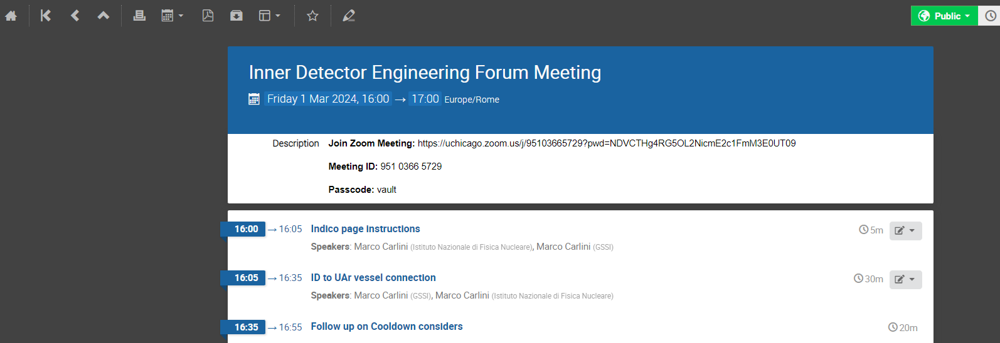 Public
Inner Detector Engineering Forum Meeting
Friday 1 Mar 2024, 16:00 → 17:00 Europe/Rome
Description Join Zoom Meeting: https://uchicago.zoom.us/j/95103665729?pwd=NDVCTHg4RG5OL2NicmE2c1FmM3E0UT09
Meeting ID: 951 0366 5729
Passcode: vault
16:00 → 16:05 Indico page instructions 5m
Speakers: Marco Carlini (Istituto Nazionale di Fisica Nucleare), Marco Carlini (GSSI)
16:05 → 16:35 ID to UAr vessel connection 30m
Speakers: Marco Carlini (GSSI), Marco Carlini (Istituto Nazionale di Fisica Nucleare)
16:35 → 16:55 Follow up on Cooldown considers 20m